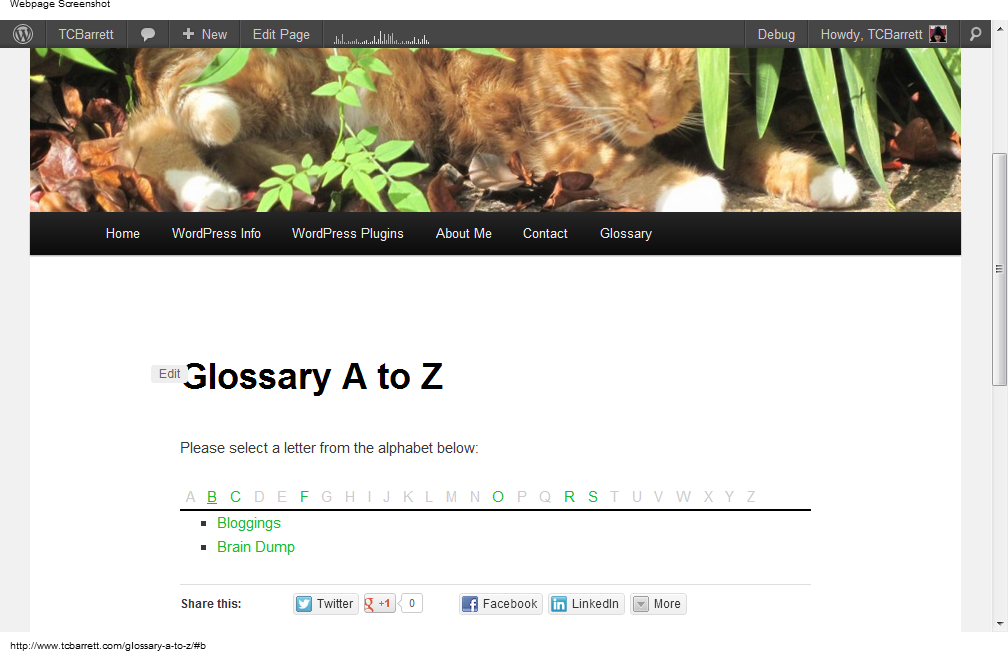 Webpage Screenshot
TCBarrett New Edit Page Debug Howdy, TCBarrett
Home WordPress Info WordPress Plugins About Me Contact Glossary
Edit Glossary A to Z
Please select a letter from the alphabet below:
A B C D E F G H I J K L M N O P Q R S T U V W X Y Z
Bloggings
Brain Dump
Share this: Twitter g +1 0 Facebook LinkedIn More
http://www.tcbarrett.com/glossary-a-to-z/#b